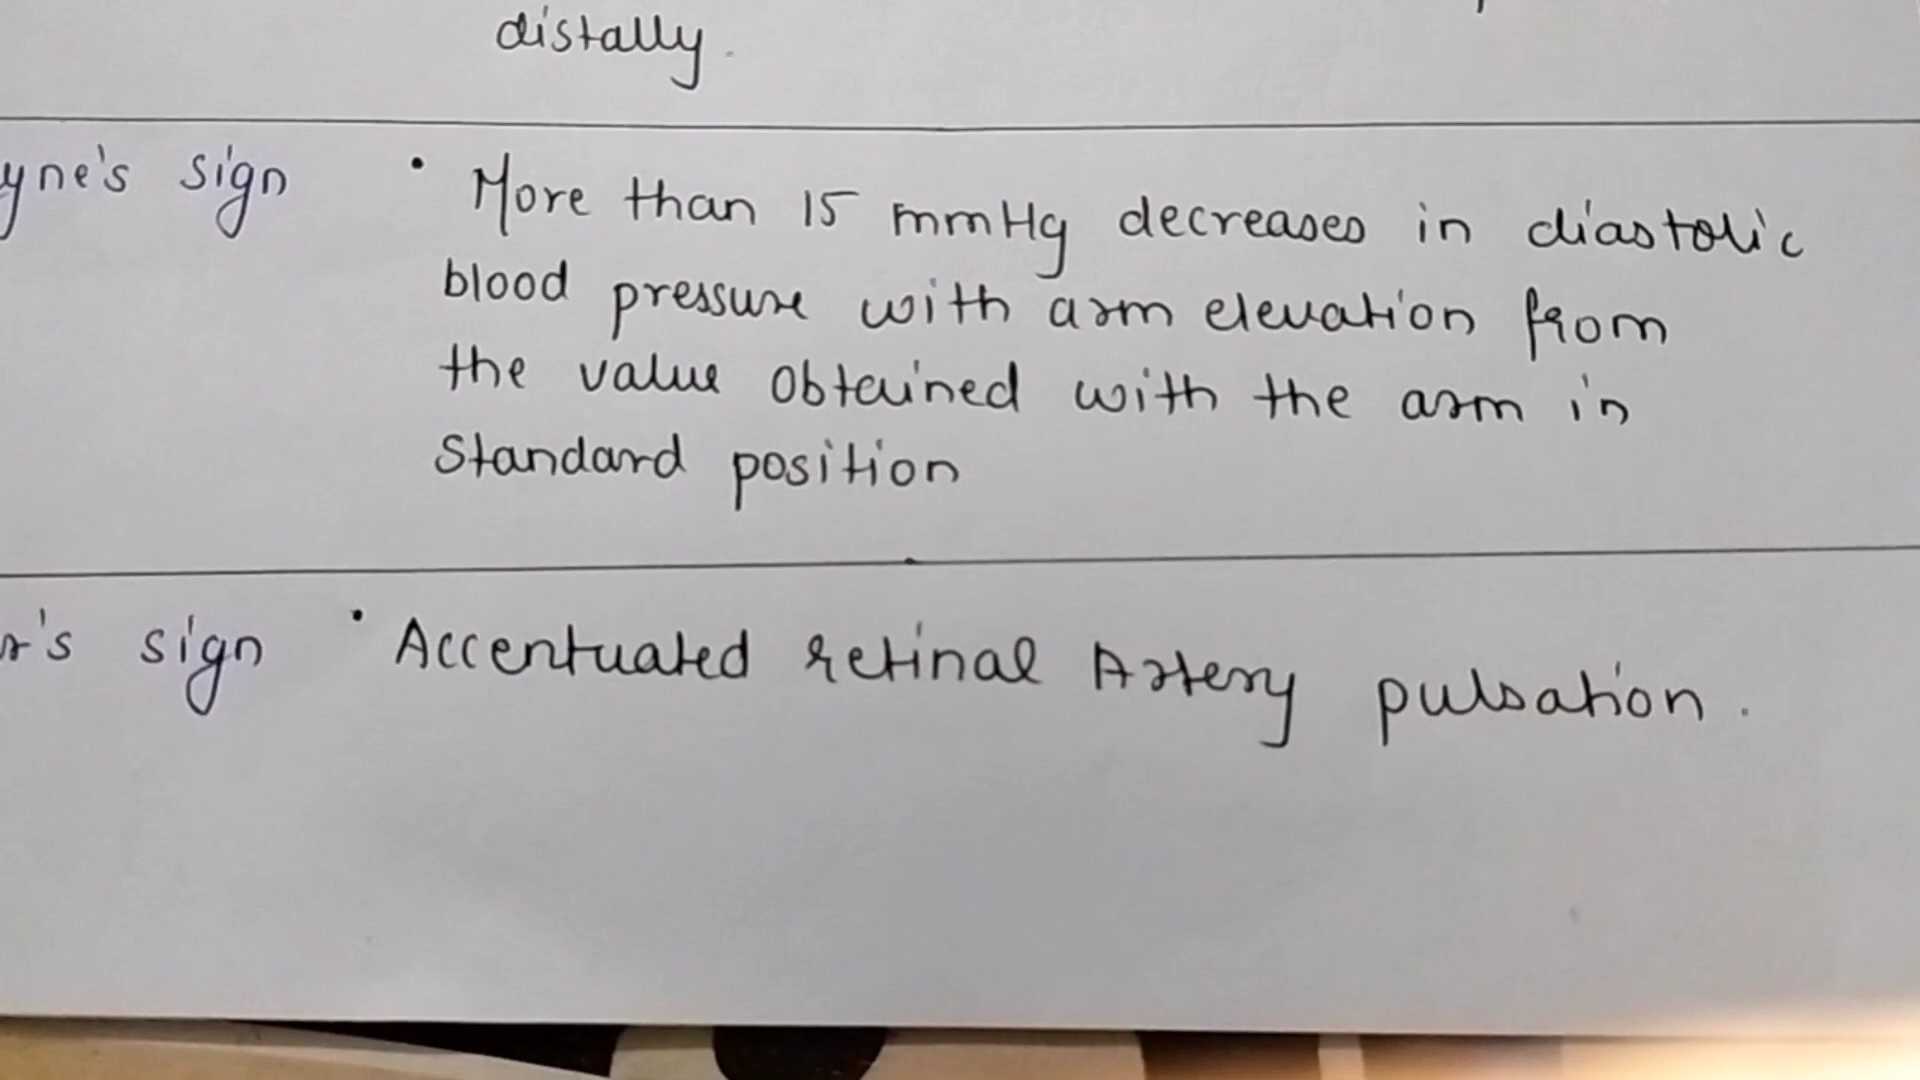 distally.
yne's sign • More than 15 mmHg decreases in diastolic
blood pressure with arm elevation from
the value obtained with the arm in
Standard position
r's sign • Accentuated retinal Artery pulsation.